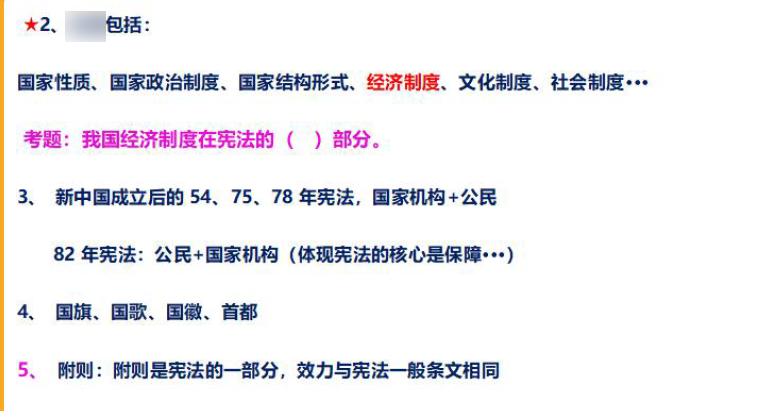 ★2、包括：
国家性质、国家政治制度、国家结构形式、经济制度、文化制度、社会制度•••
考题：我国经济制度在宪法的（ ）部分。
3、 新中国成立后的 54、75、78 年宪法，国家机构+公民
82 年宪法：公民+国家机构（体现宪法的核心是保障•••）
4、 国旗、国歌、国徽、首都
5、 附则：附则是宪法的一部分，效力与宪法一般条文相同